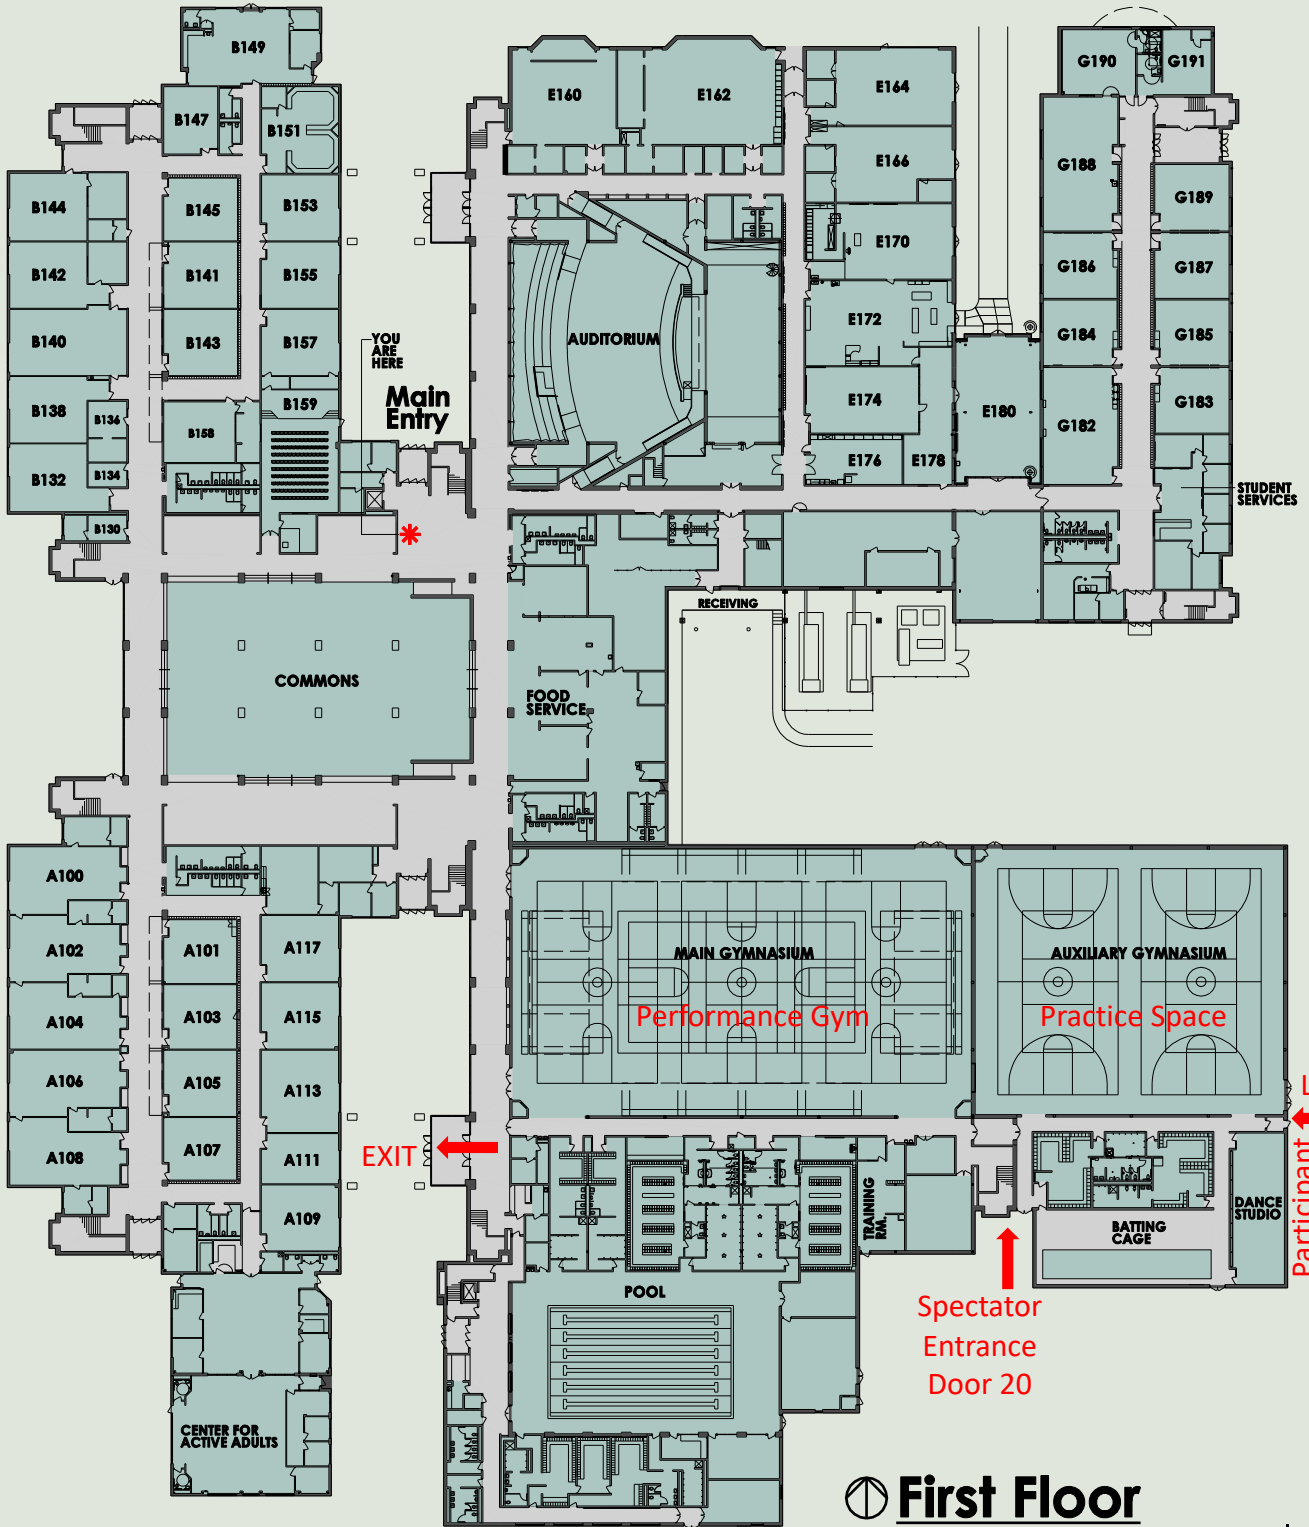 B149
E160
E162
E164
G190
G191
B147
B151
E166
G188
B144
B145
B153
G189
B142
B141
B155
E170
G186
G187
B140
B143
B157
YOU
ARE
HERE
AUDITORIUM
E172
G184
G185
B138
B136
B159
Main
Entry
E174
E180
G182
G183
B158
B132
B134
E176
E178
STUDENT
SERVICES
B130
RECEIVING
COMMONS
FOOD
SERVICE
A100
A102
A101
A117
MAIN GYMNASIUM
AUXILIARY GYMNASIUM
A104
A103
A115
Performance Gym
Practice Space
A106
A105
A113
A108
A107
A111
EXIT
A109
TRAINING
RM.
BATTING
CAGE
DANCE
STUDIO
Participant
POOL
Spectator
Entrance
Door 20
CENTER FOR
ACTIVE ADULTS
First Floor